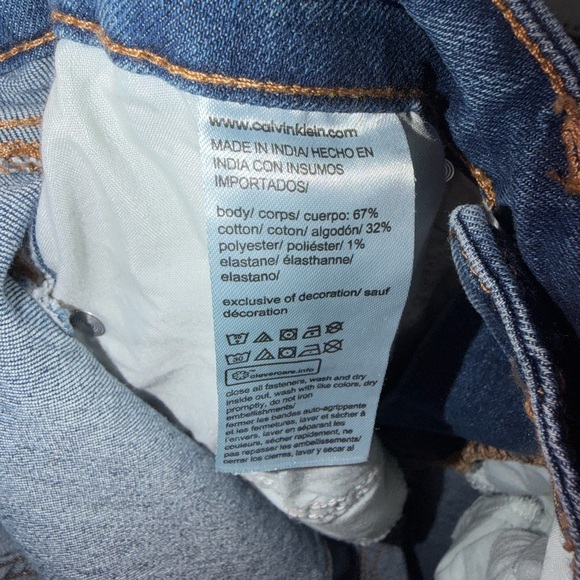 www.calvinklein.com
MADE IN INDIA/ HECHO EN
INDIA CON INSUMOS
IMPORTADOS/
body/ corps/ cuerpo: 67%
cotton/ coton/ algodón/ 32%
polyester/ poliéster/ 1%
elastane/ élasthanne/
elastano/
exclusive of decoration/ sauf
décoration
clevercare.info
close all fasteners, wash and dry
inside out, wash with like colors, dry
promptly, do not iron
embellishments/
fermer les bandes auto-agrippante
et les fermetures, laver et sécher à
l'envers, laver en séparant les
couleurs, sécher rapidement, ne
pas repasser les embellissements/
cerrar los cierres, lavar y secar al